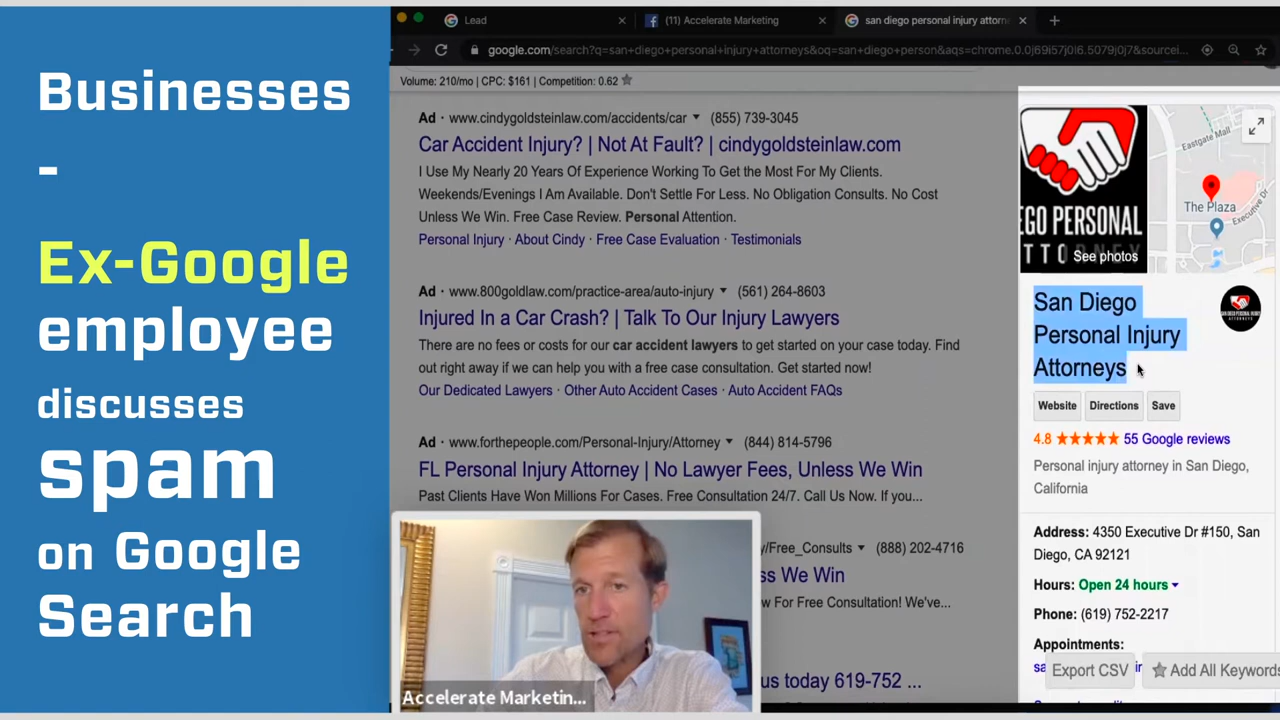 Businesses
-
Ex-Google
employee
discusses
spam
on Google
Search
Lead
(11) Accelerate Marketing
san diego personal injury attorn
google.com/search?q=san+diego+personal+injury+attorneys&oq=san+diego+person&aqs=chrome.0.0j69i57j0l6.5079j0j7&sourcei...
Volume: 210/mo | CPC: $161 | Competition: 0.62
Ad · www.cindygoldsteinlaw.com/accidents/car (855) 739-3045
Car Accident Injury? | Not At Fault? | cindygoldsteinlaw.com
I Use My Nearly 20 Years Of Experience Working To Get the Most For My Clients.
Weekends/Evenings I Am Available. Don't Settle For Less. No Obligation Consults. No Cost
Unless We Win. Free Case Review. Personal Attention.
Personal Injury · About Cindy · Free Case Evaluation · Testimonials
Ad · www.800goldlaw.com/practice-area/auto-injury (561) 264-8603
Injured In a Car Crash? | Talk To Our Injury Lawyers
There are no fees or costs for our car accident lawyers to get started on your case today. Find
out right away if we can help you with a free case consultation. Get started now!
Our Dedicated Lawyers · Other Auto Accident Cases · Auto Accident FAQs
Ad · www.forthepeople.com/Personal-Injury/Attorney (844) 814-5796
FL Personal Injury Attorney | No Lawyer Fees, Unless We Win
Past Clients Have Won Millions For Cases. Free Consultation 24/7. Call Us Now. If you...
y/Free_Consults (888) 202-4716
ss We Win
w For Free Consultation! We've...
us today 619-752 ...
Accelerate Marketin...
EGO PERSONAL
TTORNEY
See photos
Eastgate Mall
The Plaza
Executive Dr
San Diego
Personal Injury
Attorneys
Website Directions Save
4.8 55 Google reviews
Personal injury attorney in San Diego,
California
Address: 4350 Executive Dr #150, San
Diego, CA 92121
Hours: Open 24 hours
Phone: (619) 752-2217
Appointments:
sa
Export CSV Add All Keywords